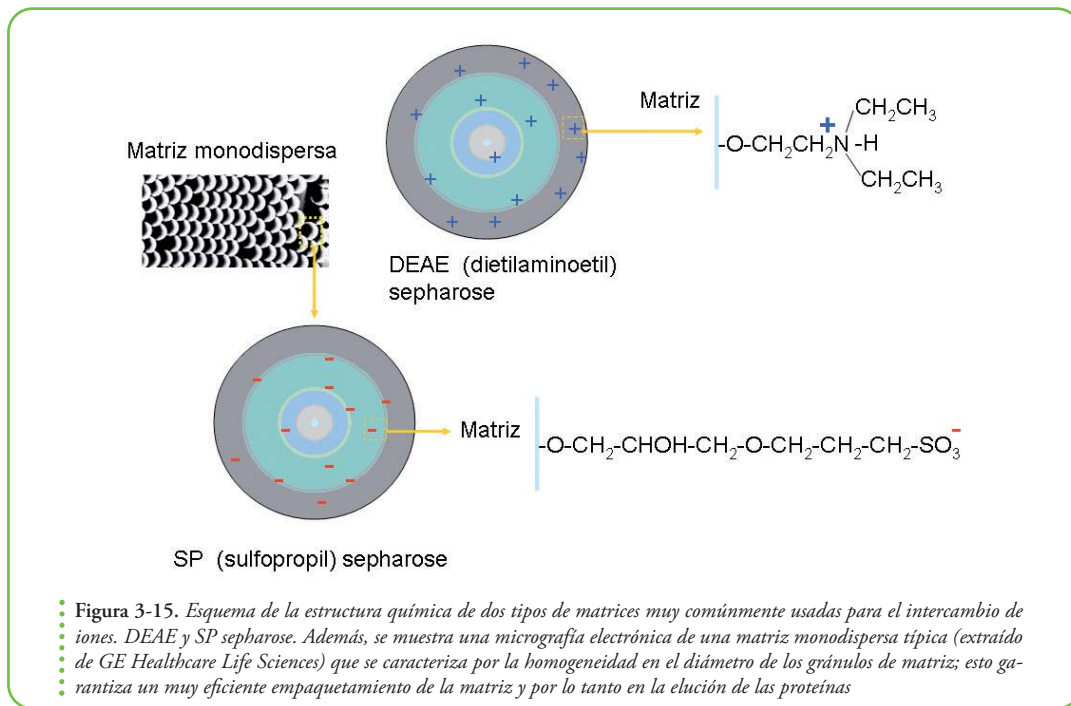 Matriz monodispersa
DEAE (dietilaminoetil)
sepharose
Matriz
+
CH₂CH₃
-O-CH₂CH₂N-H
CH₂CH₃
SP (sulfopropil) sepharose
Matriz
-O-CH₂-CHOH-CH₂-O-CH₂-CH₂-CH₂-SO₃⁻
Figura 3-15. Esquema de la estructura química de dos tipos de matrices muy comúnmente usadas para el intercambio de
iones. DEAE y SP sepharose. Además, se muestra una micrografía electrónica de una matriz monodispersa típica (extraído
de GE Healthcare Life Sciences) que se caracteriza por la homogeneidad en el diámetro de los gránulos de matriz; esto ga-
rantiza un muy eficiente empaquetamiento de la matriz y por lo tanto en la elución de las proteínas